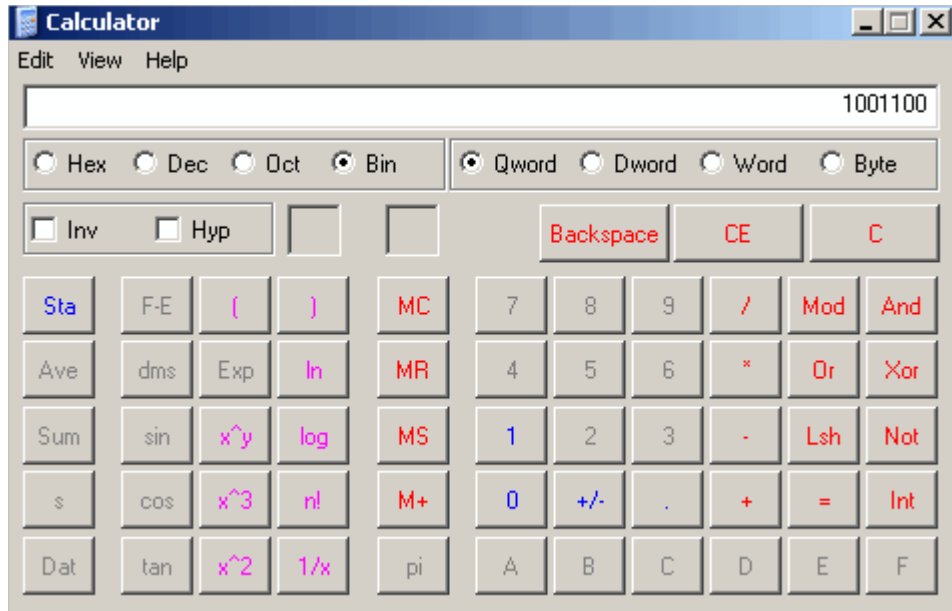 Calculator
Edit View Help
1001100
Hex Dec Oct Bin Qword Dword Word Byte
Inv Hyp Backspace CE C
Sta F-E ( ) MC 7 8 9 / Mod And
Ave dms Exp ln MR 4 5 6 * Or Xor
Sum sin x^y log MS 1 2 3 - Lsh Not
s cos x^3 n! M+ 0 +/- . + = Int
Dat tan x^2 1/x pi A B C D E F